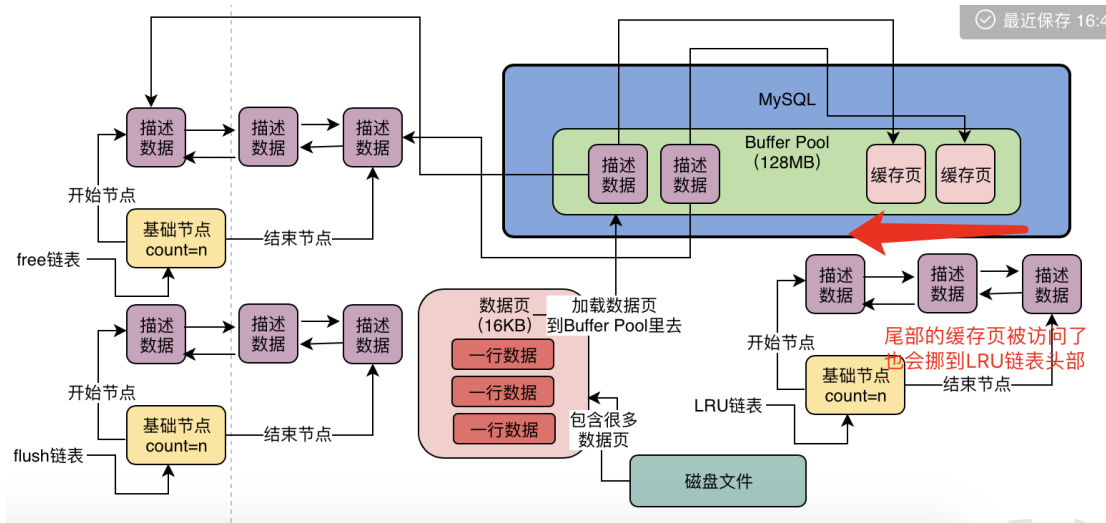 最近保存 16:4
MySQL
Buffer Pool
（128MB）
描述
数据
描述
数据
缓存页
缓存页
描述
数据
描述
数据
描述
数据
开始节点
基础节点
count=n
结束节点
free链表
描述
数据
描述
数据
描述
数据
开始节点
基础节点
count=n
结束节点
flush链表
数据页
（16KB）
加载数据页
到Buffer Pool里去
一行数据
一行数据
一行数据
包含很多
数据页
磁盘文件
描述
数据
描述
数据
描述
数据
尾部的缓存页被访问了
也会挪到LRU链表头部
开始节点
基础节点
count=n
结束节点
LRU链表